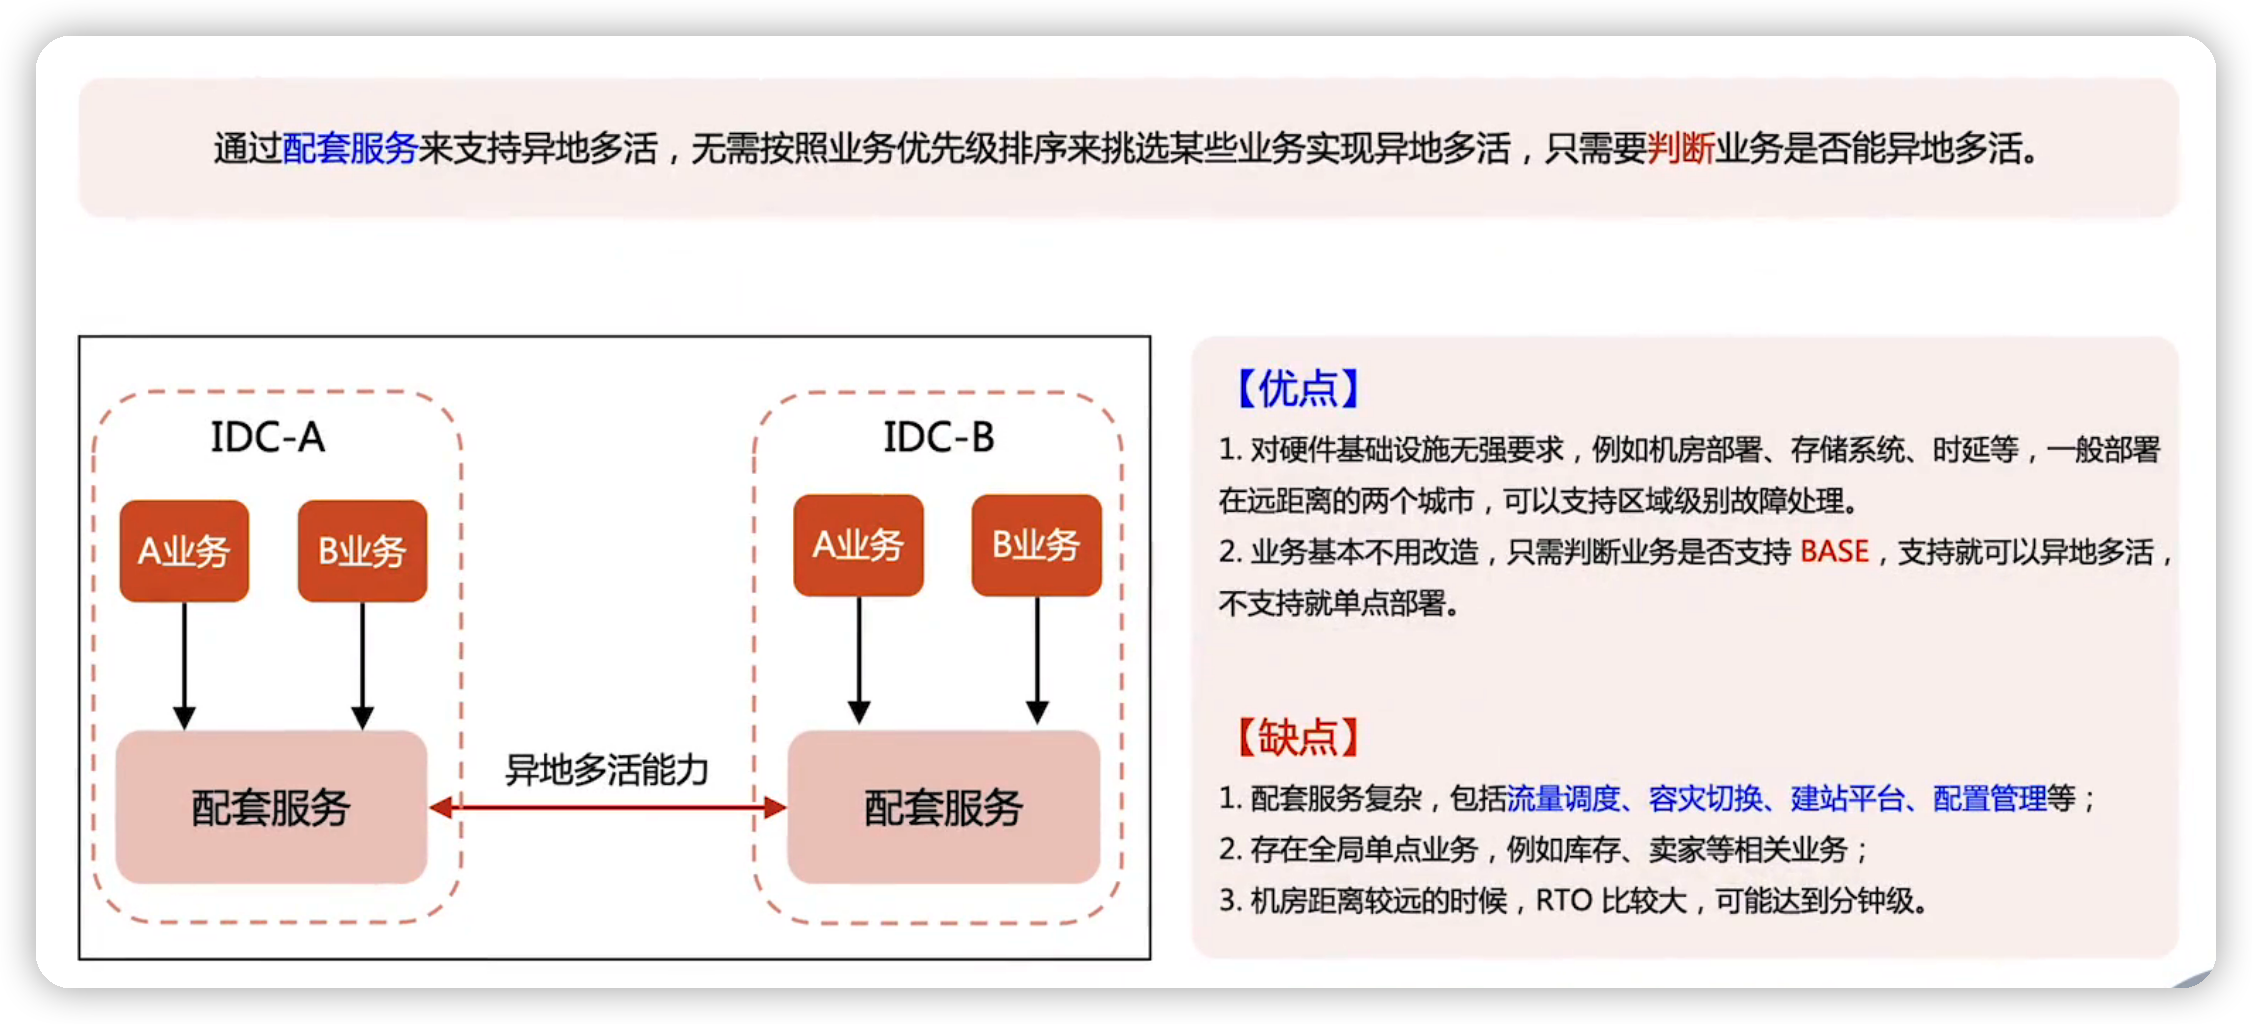 通过配套服务来支持异地多活，无需按照业务优先级排序来挑选某些业务实现异地多活，只需要判断业务是否能异地多活。
IDC-A
A业务
B业务
配套服务
异地多活能力
IDC-B
A业务
B业务
配套服务
【优点】
1. 对硬件基础设施无强要求，例如机房部署、存储系统、时延等，一般部署
在远距离的两个城市，可以支持区域级别故障处理。
2. 业务基本不用改造，只需判断业务是否支持 BASE，支持就可以异地多活，
不支持就单点部署。
【缺点】
1. 配套服务复杂，包括流量调度、容灾切换、建站平台、配置管理等；
2. 存在全局单点业务，例如库存、卖家等相关业务；
3. 机房距离较远的时候，RTO 比较大，可能达到分钟级。